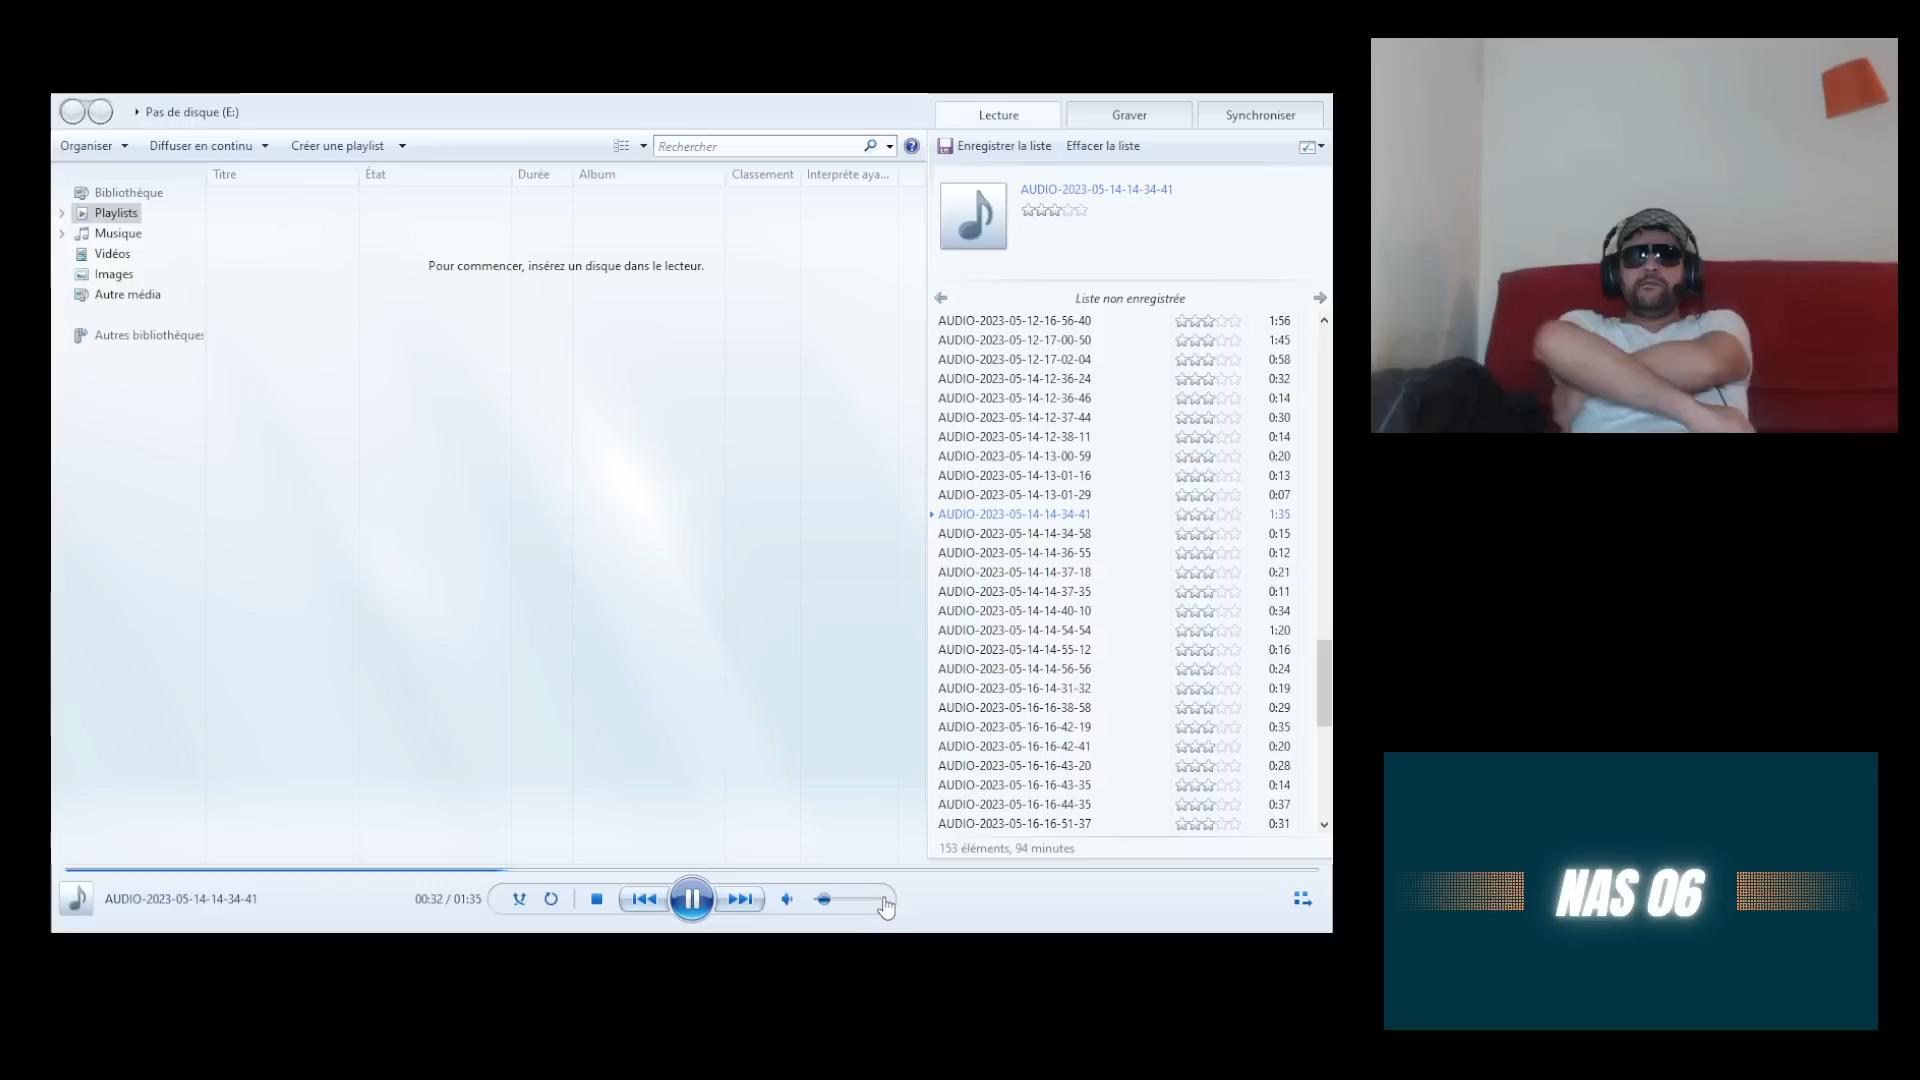 Pas de disque (E:)
Lecture
Graver
Synchroniser
Organiser
Diffuser en continu
Créer une playlist
Rechercher
Enregistrer la liste
Effacer la liste
Titre
État
Durée
Album
Classement
Interprète aya...
Bibliothèque
Playlists
Musique
Vidéos
Images
Autre média
Autres bibliothèques
Pour commencer, insérez un disque dans le lecteur.
AUDIO-2023-05-14-14-34-41
Liste non enregistrée
AUDIO-2023-05-12-16-56-40 1:56
AUDIO-2023-05-12-17-00-50 1:45
AUDIO-2023-05-12-17-02-04 0:58
AUDIO-2023-05-14-12-36-24 0:32
AUDIO-2023-05-14-12-36-46 0:14
AUDIO-2023-05-14-12-37-44 0:30
AUDIO-2023-05-14-12-38-11 0:14
AUDIO-2023-05-14-13-00-59 0:20
AUDIO-2023-05-14-13-01-16 0:13
AUDIO-2023-05-14-13-01-29 0:07
AUDIO-2023-05-14-14-34-41 1:35
AUDIO-2023-05-14-14-34-58 0:15
AUDIO-2023-05-14-14-36-55 0:12
AUDIO-2023-05-14-14-37-18 0:21
AUDIO-2023-05-14-14-37-35 0:11
AUDIO-2023-05-14-14-40-10 0:34
AUDIO-2023-05-14-14-54-54 1:20
AUDIO-2023-05-14-14-55-12 0:16
AUDIO-2023-05-14-14-56-56 0:24
AUDIO-2023-05-16-14-31-32 0:19
AUDIO-2023-05-16-16-38-58 0:29
AUDIO-2023-05-16-16-42-19 0:35
AUDIO-2023-05-16-16-42-41 0:20
AUDIO-2023-05-16-16-43-20 0:28
AUDIO-2023-05-16-16-43-35 0:14
AUDIO-2023-05-16-16-44-35 0:37
AUDIO-2023-05-16-16-51-37 0:31
153 éléments, 94 minutes
AUDIO-2023-05-14-14-34-41
00:32 / 01:35
NAS 06